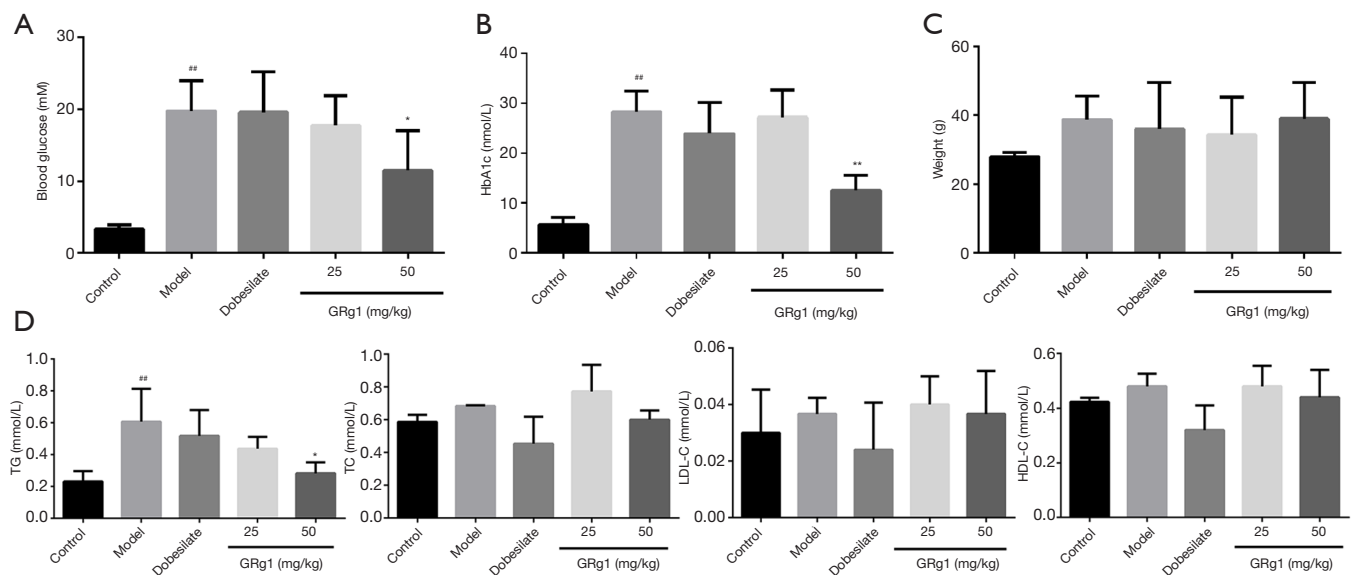 A
Blood glucose (mM)
30
20
10
0
##
*
Control
Model
Dobesilate
25
50
GRg1 (mg/kg)
B
HbA1c (nmol/L)
40
30
20
10
0
##
**
Control
Model
Dobesilate
25
50
GRg1 (mg/kg)
C
Weight (g)
60
40
20
0
Control
Model
Dobesilate
25
50
GRg1 (mg/kg)
D
TG (mmol/L)
1.0
0.8
0.6
0.4
0.2
0.0
##
*
Control
Model
Dobesilate
25
50
GRg1 (mg/kg)
TC (mmol/L)
1.0
0.8
0.6
0.4
0.2
0.0
Control
Model
Dobesilate
25
50
GRg1 (mg/kg)
LDL-C (mmol/L)
0.06
0.04
0.02
0.00
Control
Model
Dobesilate
25
50
GRg1 (mg/kg)
HDL-C (mmol/L)
0.6
0.4
0.2
0.0
Control
Model
Dobesilate
25
50
GRg1 (mg/kg)